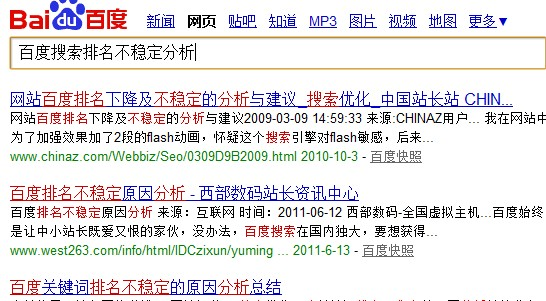 Baidu百度 新闻 网页 贴吧 知道 MP3 图片 视频 地图 更多▼
百度搜索排名不稳定分析
网站百度排名下降及不稳定的分析与建议_搜索优化_中国站长站 CHIN...
网站百度排名下降及不稳定的分析与建议2009-03-09 14:59:33 来源:CHINAZ用户... 我在网站中
为了加强效果加了2段的flash动画，怀疑这个搜索引擎对flash敏感，后来...
www.chinaz.com/Webbiz/Seo/0309D9B2009.html 2010-10-3 - 百度快照
百度排名不稳定原因分析 - 西部数码站长资讯中心
百度排名不稳定原因分析 来源：互联网 时间：2011-06-12 西部数码-全国虚拟主机...百度始终
是让中小站长既爱又恨的家伙，没办法，百度搜索在国内独大，要想获得...
www.west263.com/info/html/IDCzixun/yuming ... 2011-6-13 - 百度快照
百度关键词排名不稳定的原因分析总结